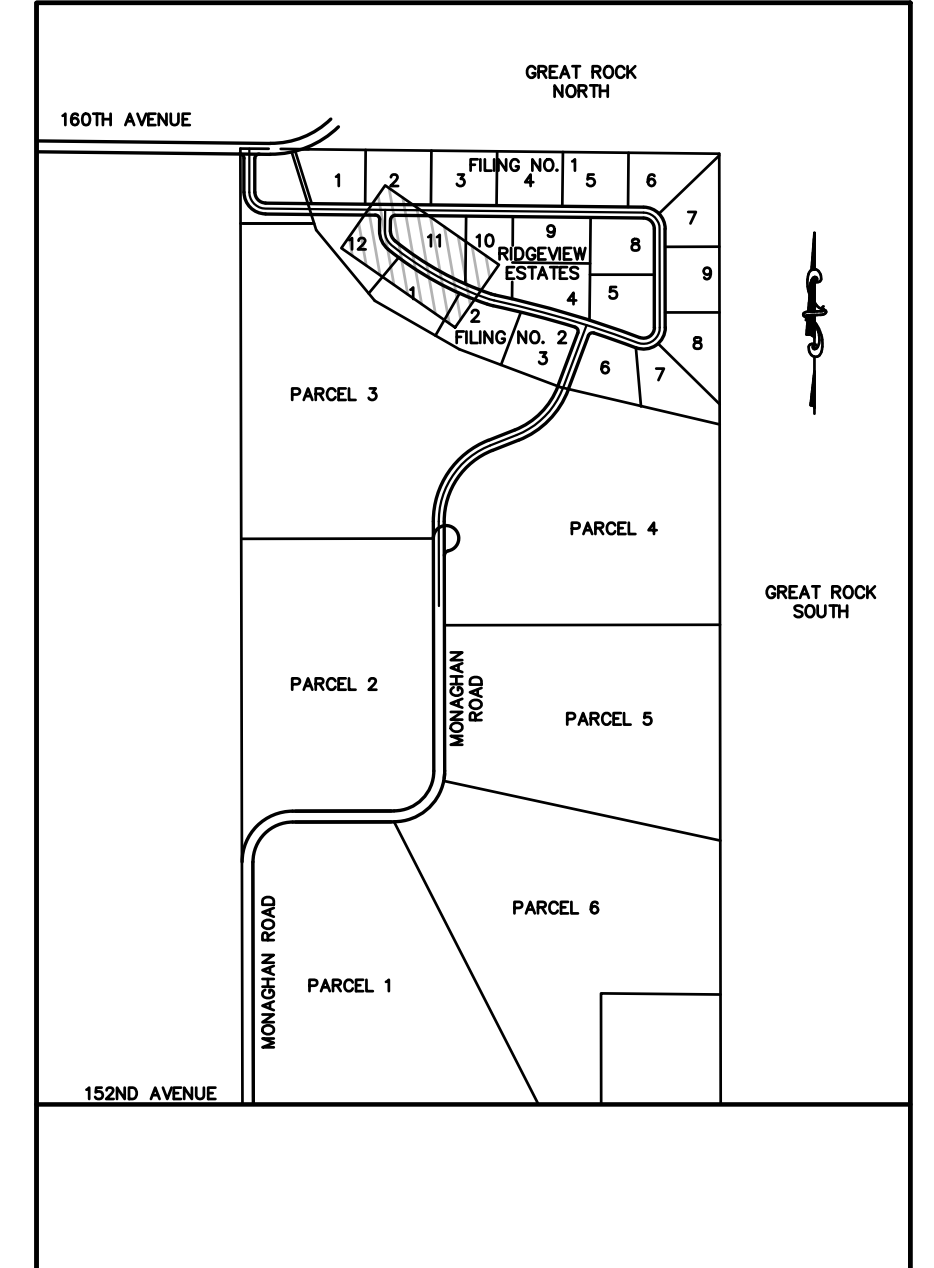 GREAT ROCK
NORTH
160TH AVENUE
FILING NO. 1
1
2
3
4
5
6
7
12
11
10
9
8
RIDGEVIEW
ESTATES
9
1
2
4
5
FILING NO. 2
3
6
7
8
PARCEL 3
PARCEL 4
GREAT ROCK
SOUTH
MONAGHAN
ROAD
PARCEL 2
PARCEL 5
PARCEL 6
MONAGHAN ROAD
PARCEL 1
152ND AVENUE